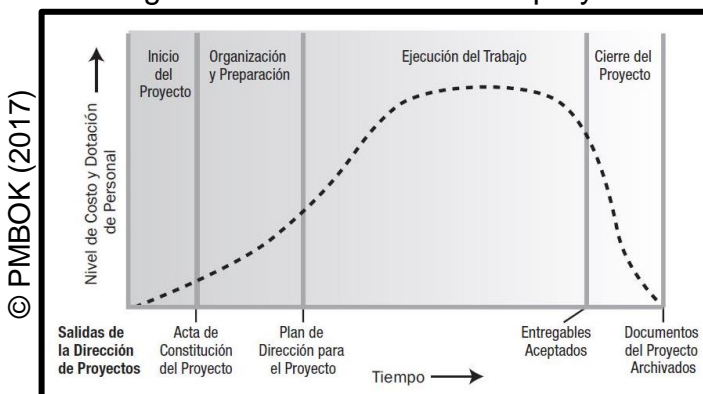 © PMBOK (2017)
Nivel de Costo y Dotación
de Personal
Inicio
del
Proyecto
Organización
y Preparación
Ejecución del Trabajo
Cierre del
Proyecto
Salidas de
la Dirección
de Proyectos
Acta de
Constitución
del Proyecto
Plan de
Dirección para
el Proyecto
Entregables
Aceptados
Documentos
del Proyecto
Archivados
Tiempo